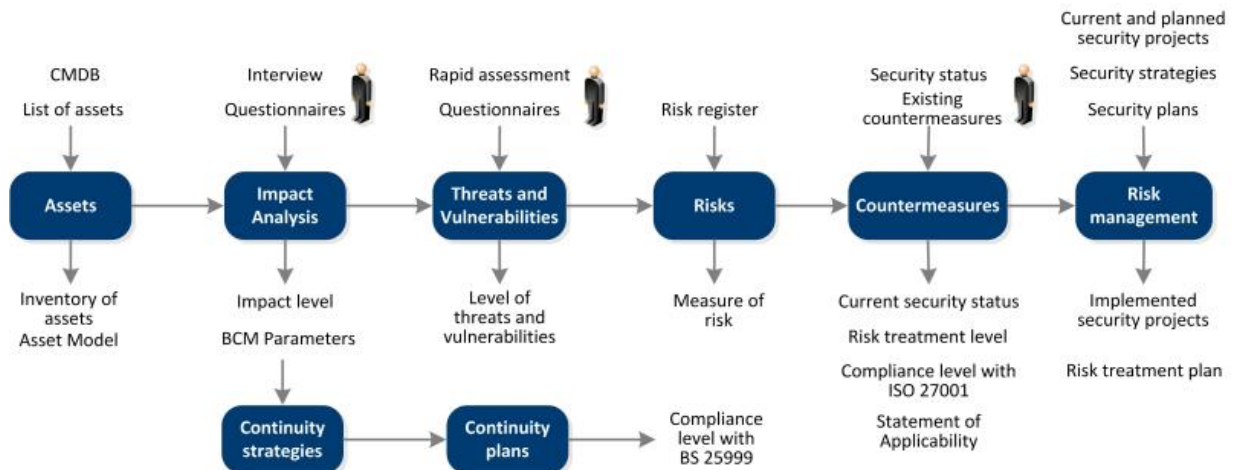 CMDB
List of assets
Assets
Inventory of
assets
Asset Model
Interview
Questionnaires
Impact
Analysis
Impact level
BCM Parameters
Rapid assessment
Questionnaires
Threats and
Vulnerabilities
Level of
threats and
vulnerabilities
Risk register
Risks
Measure of
risk
Security status
Existing
countermeasures
Countermeasures
Current security status
Risk treatment level
Compliance level with
ISO 27001
Statement of
Applicability
Current and planned
security projects
Security strategies
Security plans
Risk
management
Implemented
security projects
Risk treatment plan
Continuity
strategies
Continuity
plans
Compliance
level with
BS 25999